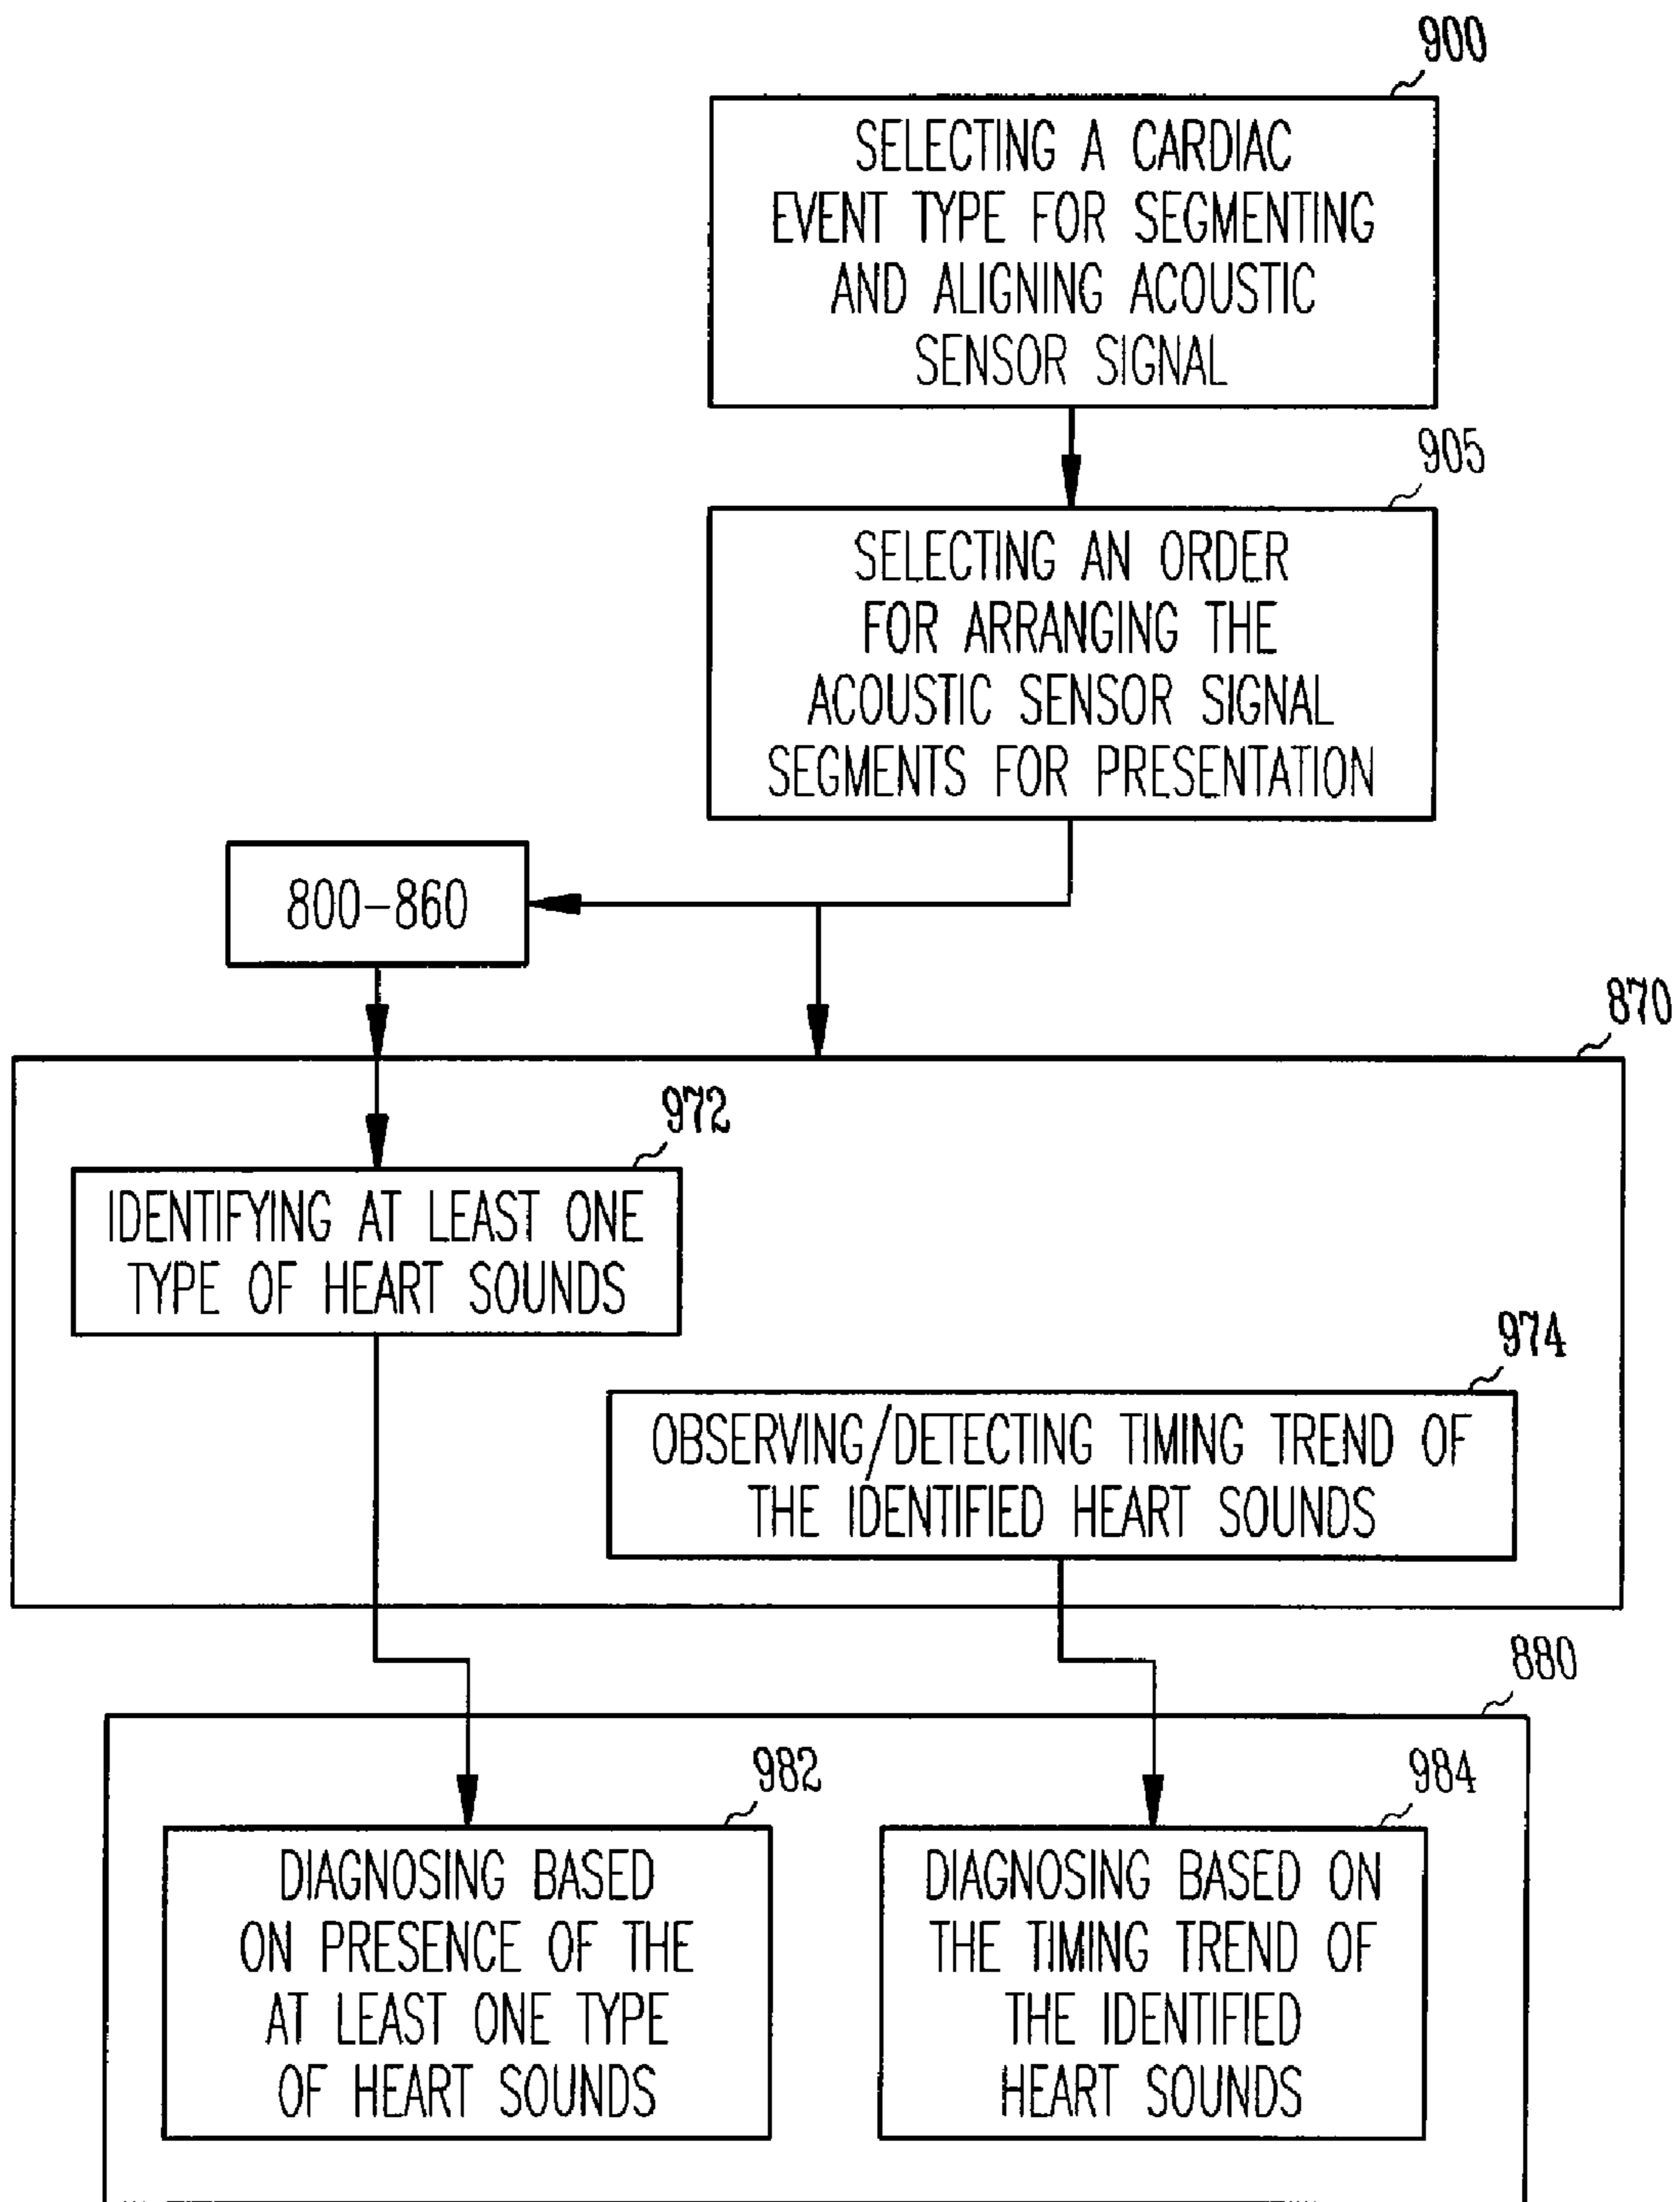 900
SELECTING A CARDIAC
EVENT TYPE FOR SEGMENTING
AND ALIGNING ACOUSTIC
SENSOR SIGNAL
905
SELECTING AN ORDER
FOR ARRANGING THE
ACOUSTIC SENSOR SIGNAL
SEGMENTS FOR PRESENTATION
800-860
870
972
IDENTIFYING AT LEAST ONE
TYPE OF HEART SOUNDS
974
OBSERVING/DETECTING TIMING TREND OF
THE IDENTIFIED HEART SOUNDS
880
982
DIAGNOSING BASED
ON PRESENCE OF THE
AT LEAST ONE TYPE
OF HEART SOUNDS
984
DIAGNOSING BASED ON
THE TIMING TREND OF
THE IDENTIFIED
HEART SOUNDS